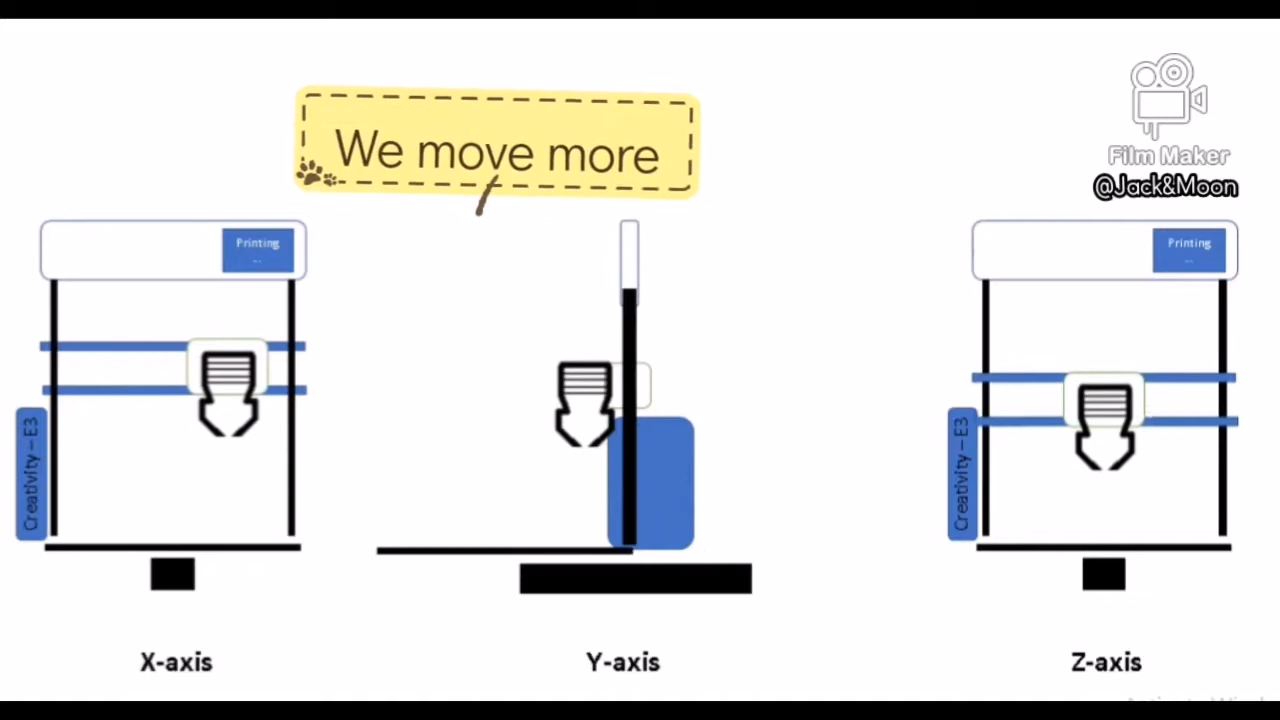 We move more
Film Maker
@Jack&Moon
Printing
...
Printing
...
Creativity – E3
Creativity – E3
X-axis
Y-axis
Z-axis